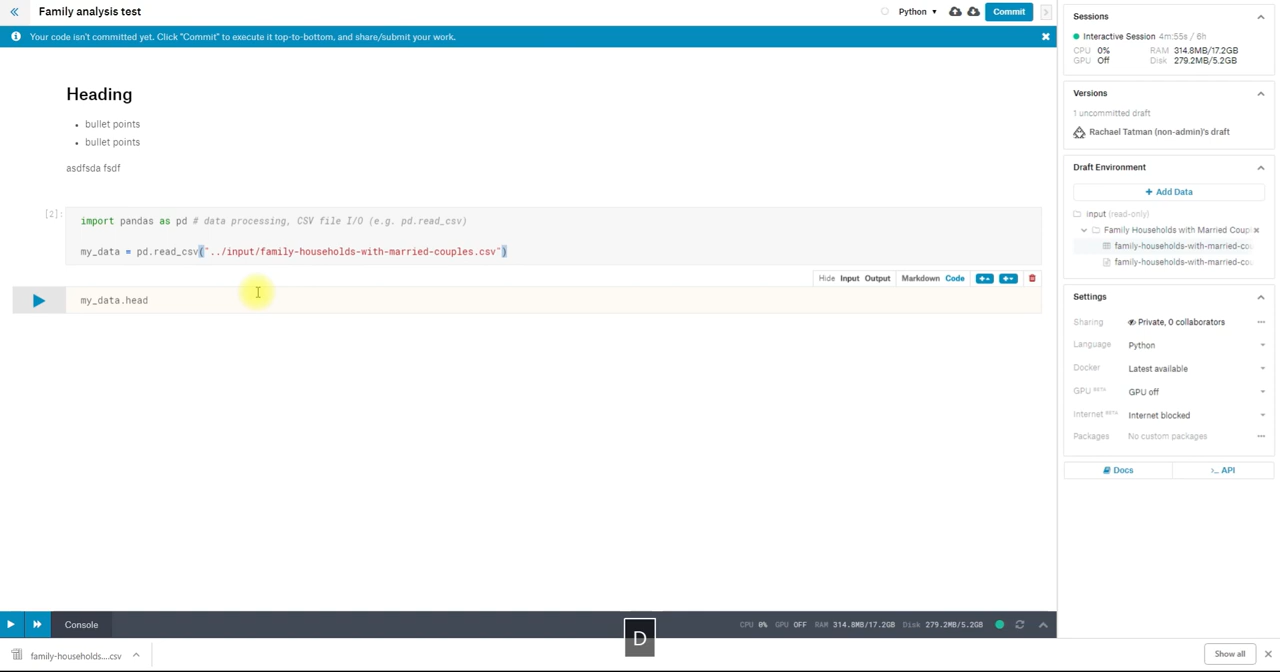 Family analysis test
Python
Commit
Your code isn't committed yet. Click "Commit" to execute it top-to-bottom, and share/submit your work.
Heading
bullet points
bullet points
asdfsda fsdf
[2]:
import pandas as pd # data processing, CSV file I/O (e.g. pd.read_csv)
my_data = pd.read_csv("../input/family-households-with-married-couples.csv")
Hide Input Output Markdown Code
my_data.head
Sessions
Interactive Session 4m:55s / 6h
CPU 0% RAM 314.8MB/17.2GB
GPU Off Disk 279.2MB/5.2GB
Versions
1 uncommitted draft
Rachael Tatman (non-admin)'s draft
Draft Environment
+ Add Data
input (read-only)
Family Households with Married Coupl
family-households-with-married-co
family-households-with-married-co
Settings
Sharing Private, 0 collaborators
Language Python
Docker Latest available
GPU BETA GPU off
Internet BETA Internet blocked
Packages No custom packages
Docs >_ API
Console
CPU 0% GPU OFF RAM 314.8MB/17.2GB Disk 279.2MB/5.2GB
D
family-households....csv
Show all